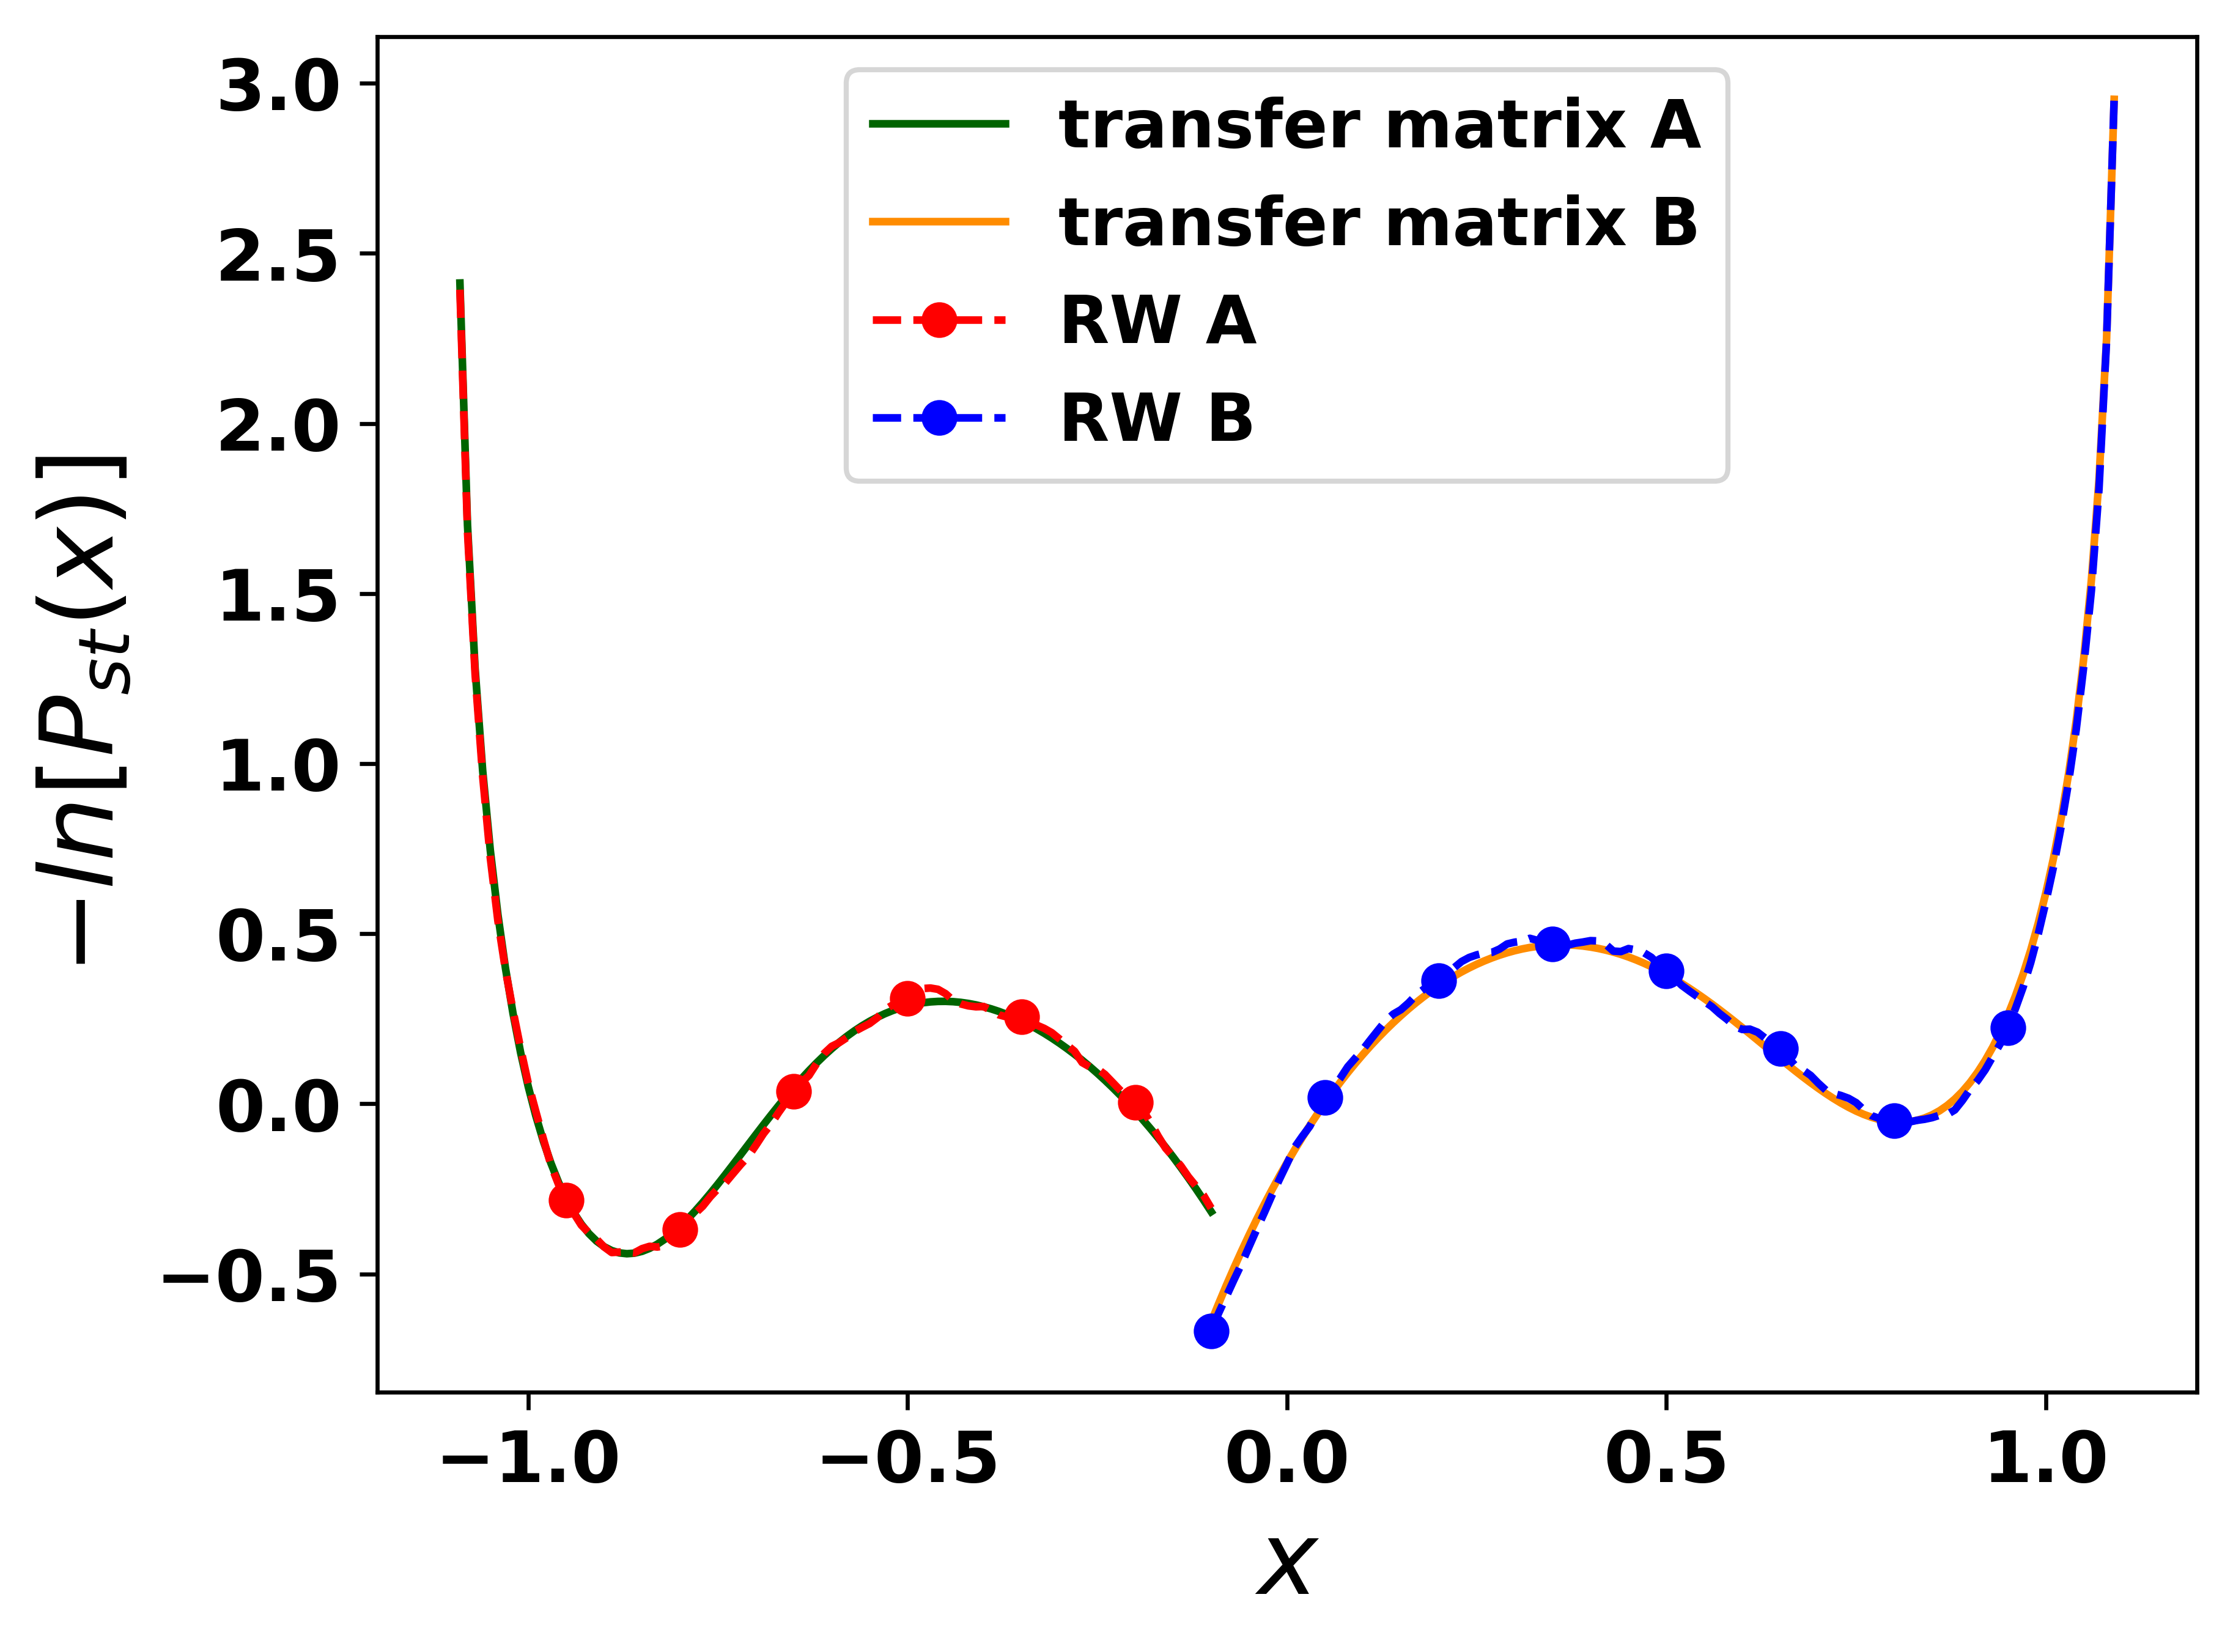 3.0
2.5
2.0
1.5
1.0
0.5
0.0
−0.5
−ln[Pst(x)]
transfer matrix A
transfer matrix B
RW A
RW B
−1.0 −0.5 0.0 0.5 1.0
x